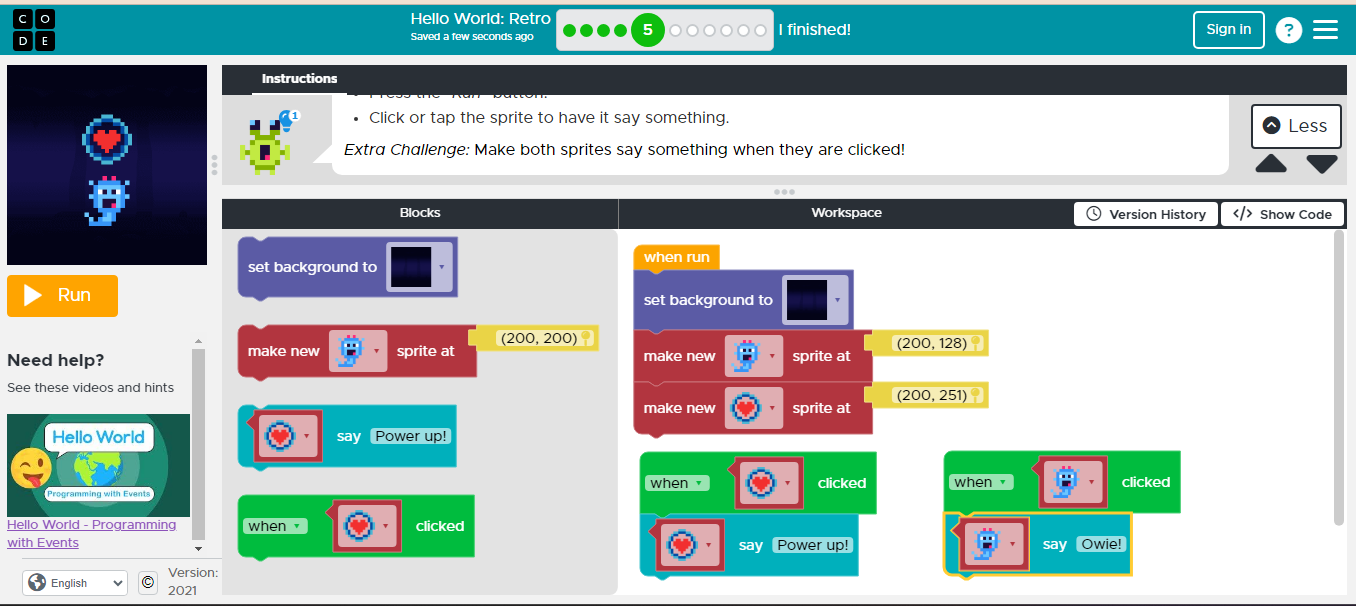 C O
D E
Hello World: Retro
Saved a few seconds ago
5
I finished!
Sign in
?
Instructions
Press the "Run" button.
1
Click or tap the sprite to have it say something.
Extra Challenge: Make both sprites say something when they are clicked!
Less
Blocks
Workspace
Version History
</> Show Code
Run
Need help?
See these videos and hints
Hello World
Programming with Events
Hello World - Programming
with Events
English
©
Version:
2021
set background to
make new sprite at (200, 200)
say Power up!
when clicked
when run
set background to
make new sprite at (200, 128)
make new sprite at (200, 251)
when clicked
say Power up!
when clicked
say Owie!